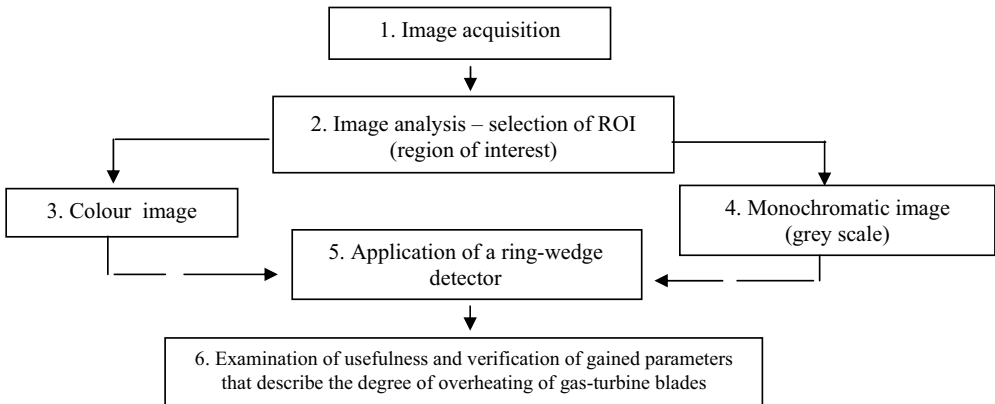 1. Image acquisition
2. Image analysis – selection of ROI
(region of interest)
3. Colour image
4. Monochromatic image
(grey scale)
5. Application of a ring-wedge
detector
6. Examination of usefulness and verification of gained parameters
that describe the degree of overheating of gas-turbine blades